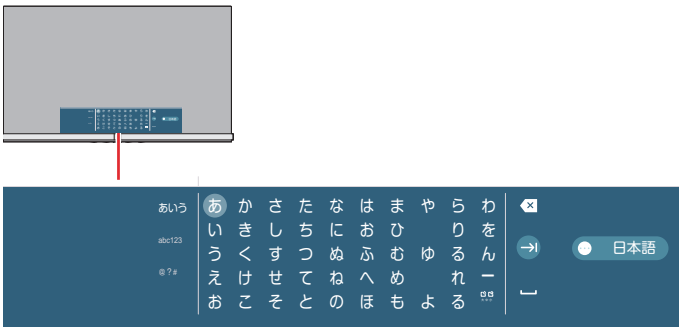 あいう あ か さ た な は ま や ら わ
い き し ち に お ひ り を
abc123 う く す つ ぬ ふ む ゆ る ん 日本語
@?# え け せ て ね へ め れ ー
お こ そ と の ほ も よ る